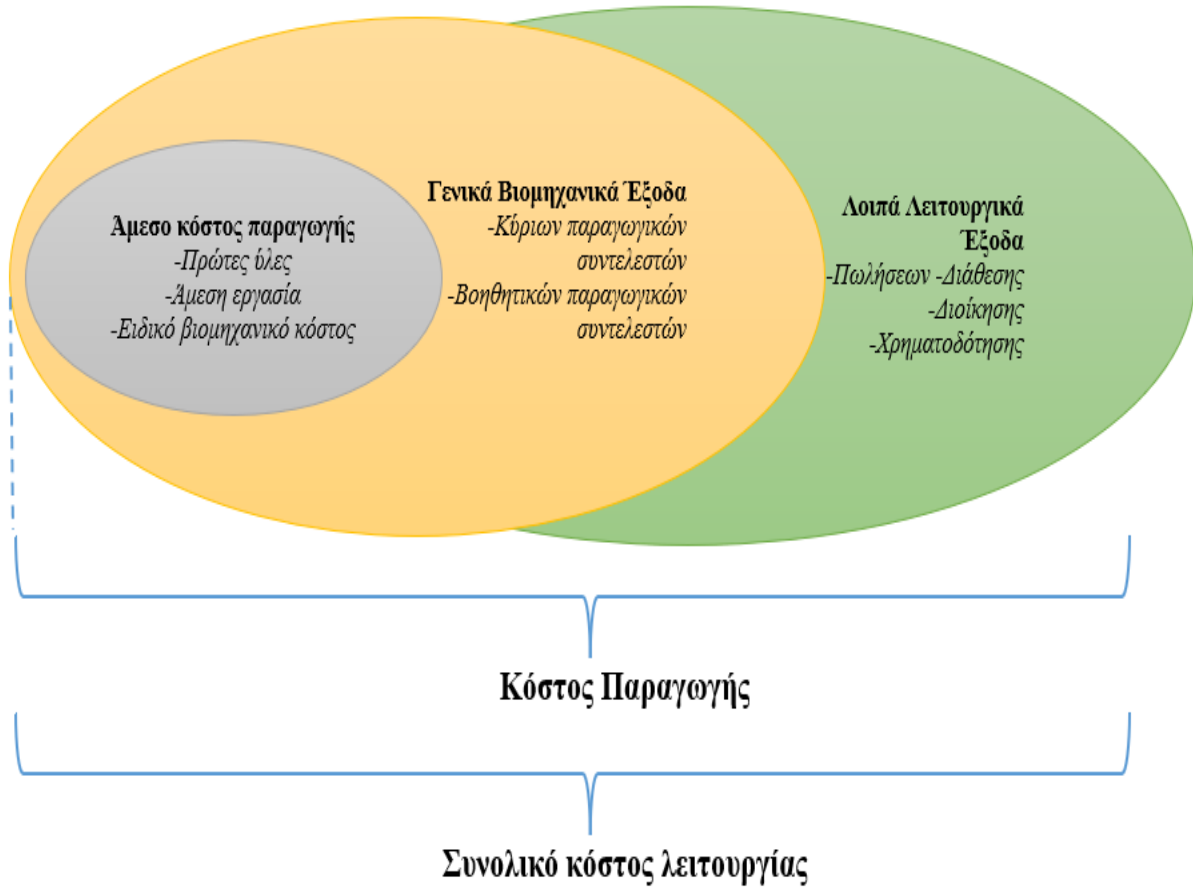 Άμεσο κόστος παραγωγής
-Πρώτες ύλες
-Άμεση εργασία
-Ειδικό βιομηχανικό κόστος
Γενικά Βιομηχανικά Έξοδα
-Κύριων παραγωγικών
συντελεστών
-Βοηθητικών παραγωγικών
συντελεστών
Λοιπά Λειτουργικά
Έξοδα
-Πωλήσεων -Διάθεσης
-Διοίκησης
-Χρηματοδότησης
Κόστος Παραγωγής
Συνολικό κόστος λειτουργίας